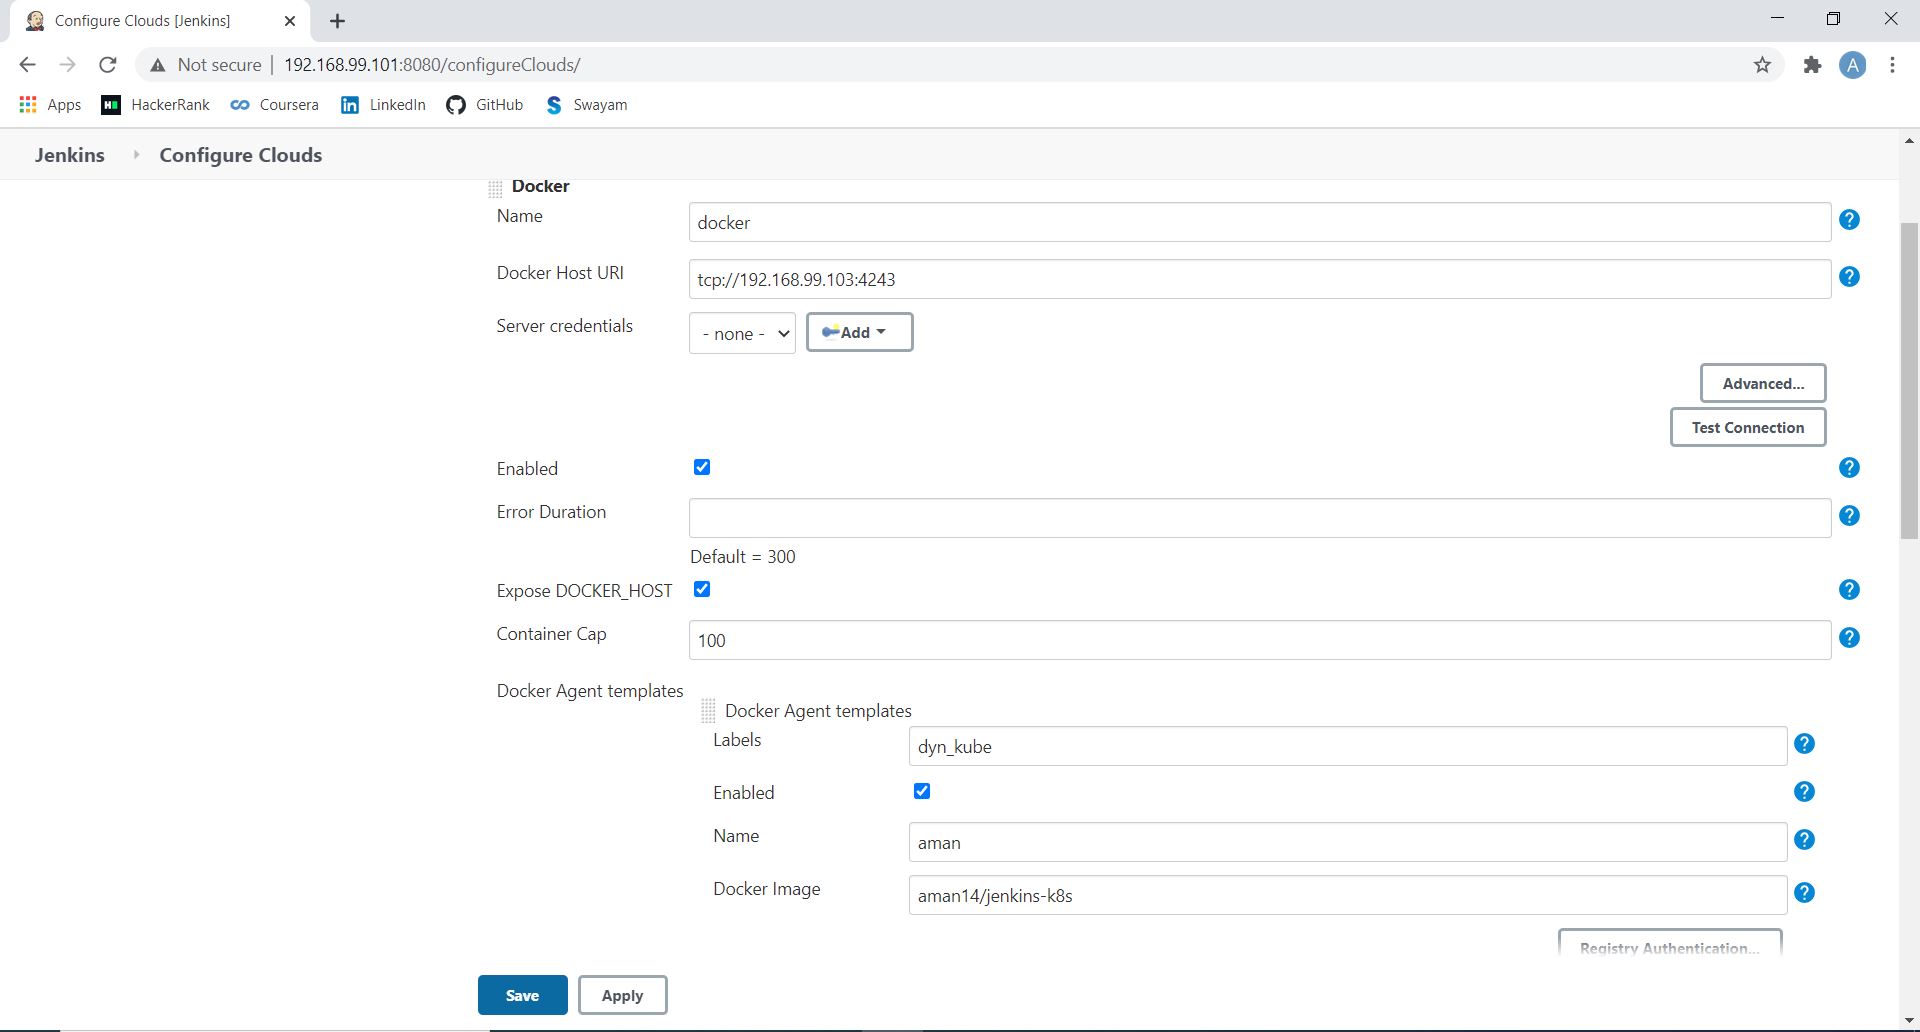 Configure Clouds [Jenkins]
Not secure | 192.168.99.101:8080/configureClouds/
A
Apps HackerRank Coursera LinkedIn GitHub Swayam
Jenkins Configure Clouds
Docker
Name docker
Docker Host URI tcp://192.168.99.103:4243
Server credentials - none - Add
Advanced...
Test Connection
Enabled
Error Duration
Default = 300
Expose DOCKER_HOST
Container Cap 100
Docker Agent templates
Docker Agent templates
Labels dyn_kube
Enabled
Name aman
Docker Image aman14/jenkins-k8s
Registry Authentication...
Save Apply